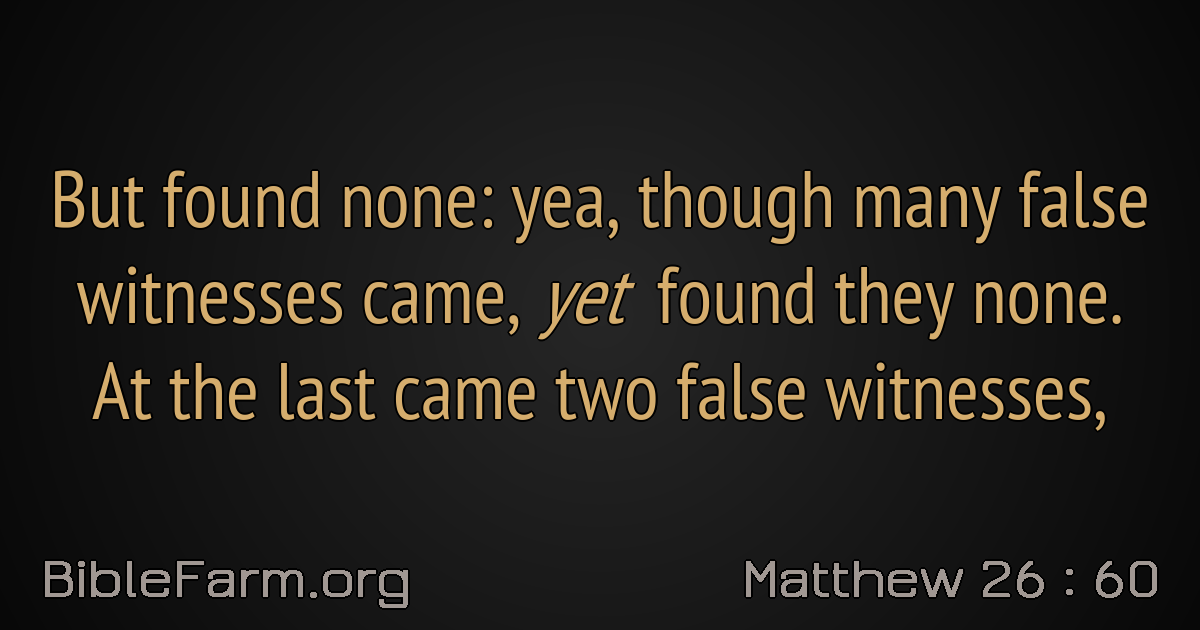 But found none: yea, though many false
witnesses came, yet found they none.
At the last came two false witnesses,
BibleFarm.org
Matthew 26 : 60